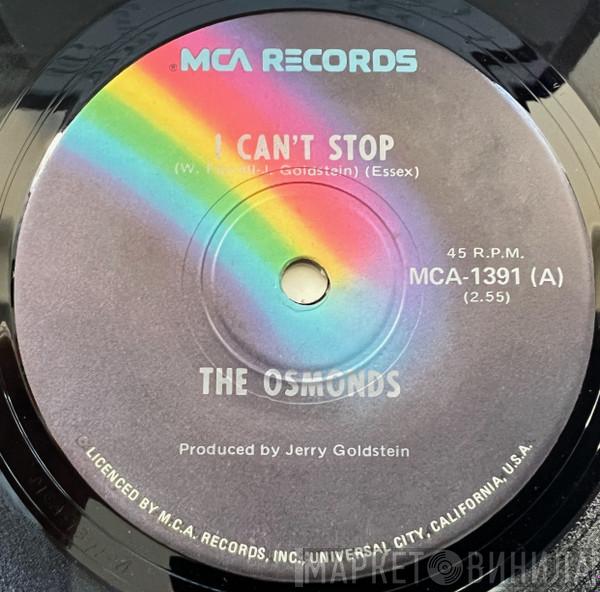 ®MCA RECORDS
I CAN'T STOP
(W. Goldstein) (Essex)
45 R.P.M.
MCA-1391 (A)
(2.55)
THE OSMONDS
Produced by Jerry Goldstein
LICENCED BY M.C.A. RECORDS, INC., UNIVERSAL CITY, CALIFORNIA, U.S.A.
МАРКЕТ ВИНИЛА